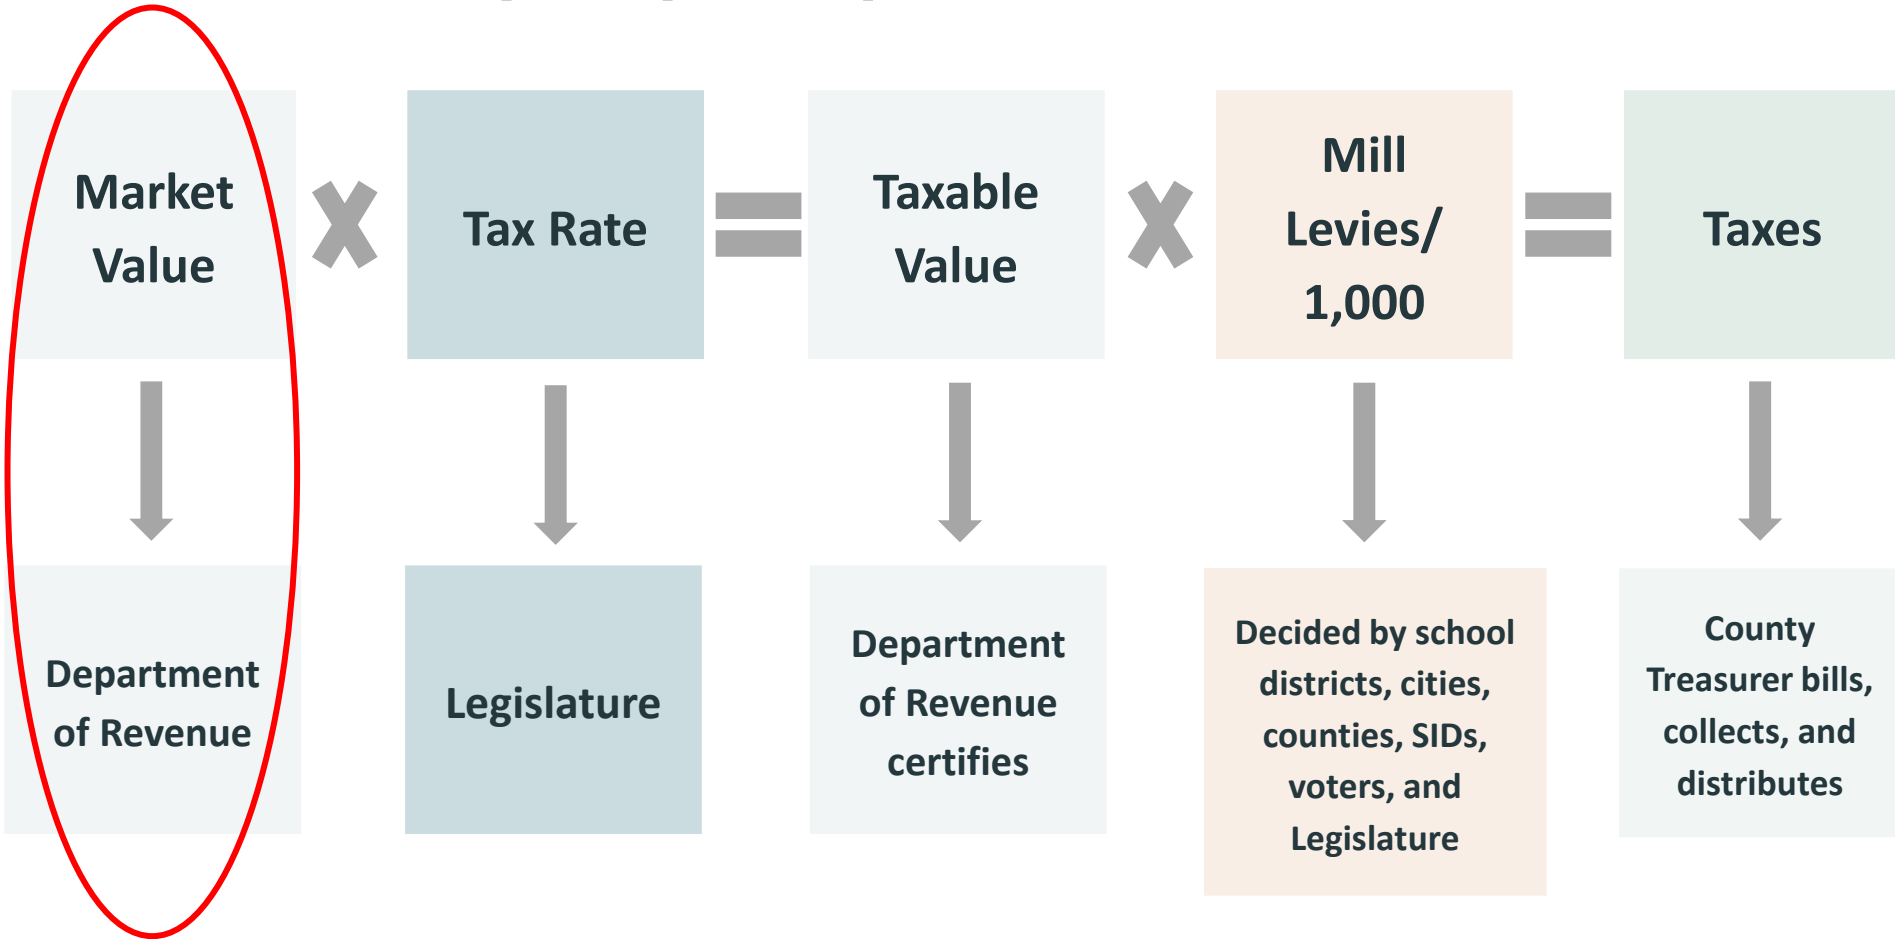 Market
Value
Tax Rate
Taxable
Value
Mill
Levies/
1,000
Taxes
Department
of Revenue
Legislature
Department
of Revenue
certifies
Decided by school
districts, cities,
counties, SIDs,
voters, and
Legislature
County
Treasurer bills,
collects, and
distributes